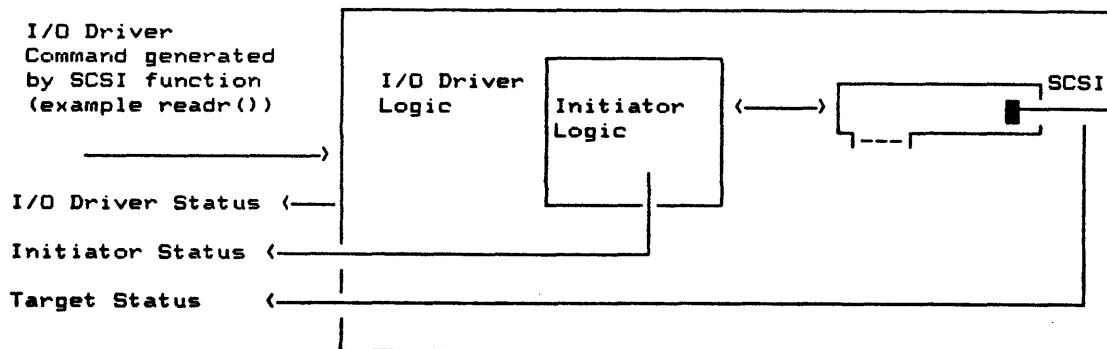 I/O Driver
Command generated
by SCSI function
(example readr())
I/O Driver
Logic
Initiator
Logic
SCSI
I/O Driver Status
Initiator Status
Target Status